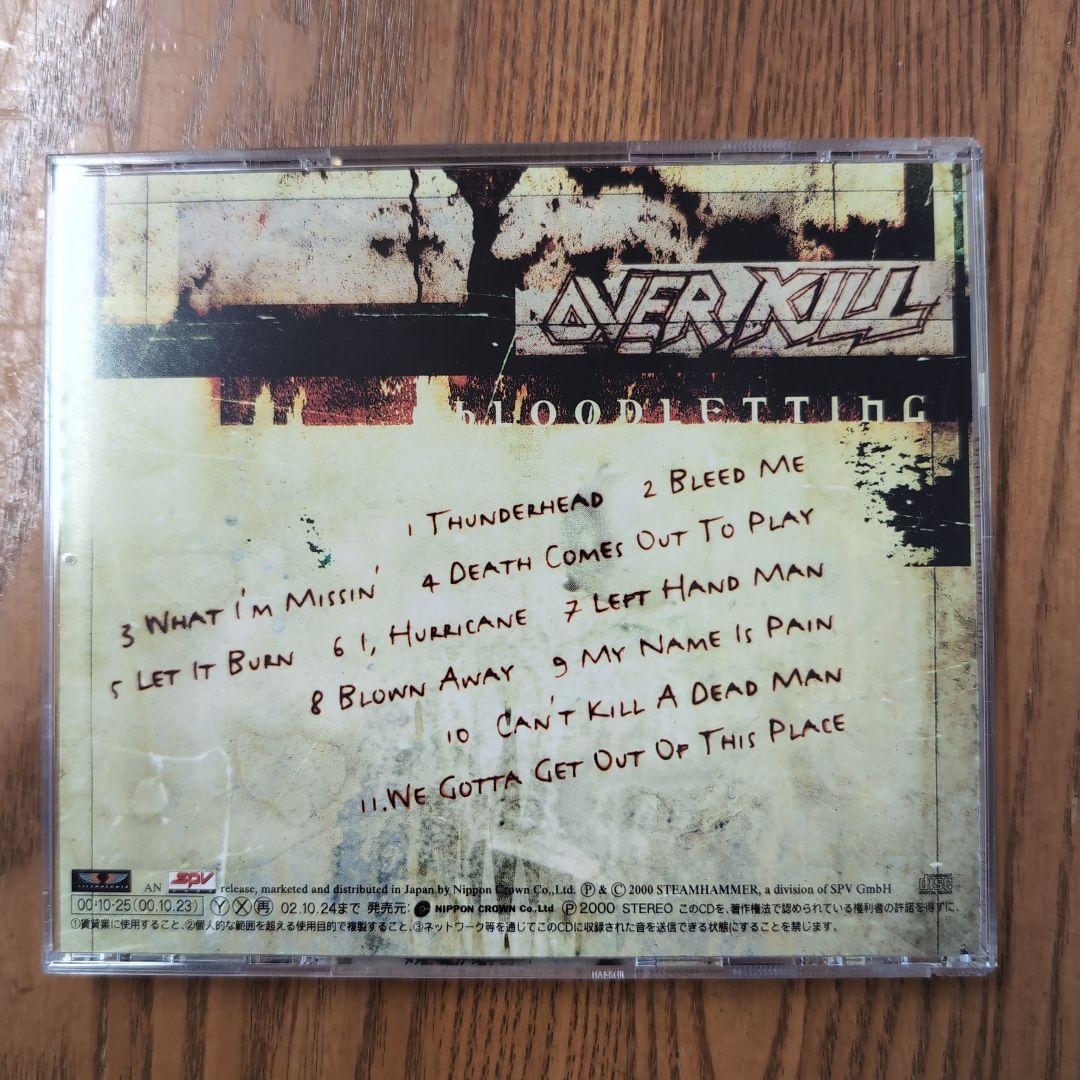 OVER KILL
bLOODLETTIhG
1 THUNDERHEAD 2 BLEED ME
3 WHAT I'M MISSIN' 4 DEATH COMES OUT TO PLAY
5 LET IT BURN 6 I, HURRICANE 7 LEFT HAND MAN
8 BLOWN AWAY 9 MY NAME IS PAIN
10 CAN'T KILL A DEAD MAN
11. WE GOTTA GET OUT OF THIS PLACE
STEAMHAMMER AN SPV release, marketed and distributed in Japan by Nippon Crown Co.,Ltd. Ⓟ & Ⓒ 2000 STEAMHAMMER, a division of SPV GmbH
disc DIGITAL AUDIO
00・10・25(00.10.23) Ⓨ Ⓧ 再 02.10.24まで 発売元: NIPPON CROWN Co.,Ltd. Ⓟ2000 STEREO このCDを、著作権法で認められている権利者の許諾を得ずに、
①賃貸業に使用すること、②個人的な範囲を超える使用目的で複製すること、③ネットワーク等を通じてこのCDに収録された音を送信できる状態にすることを禁じます。